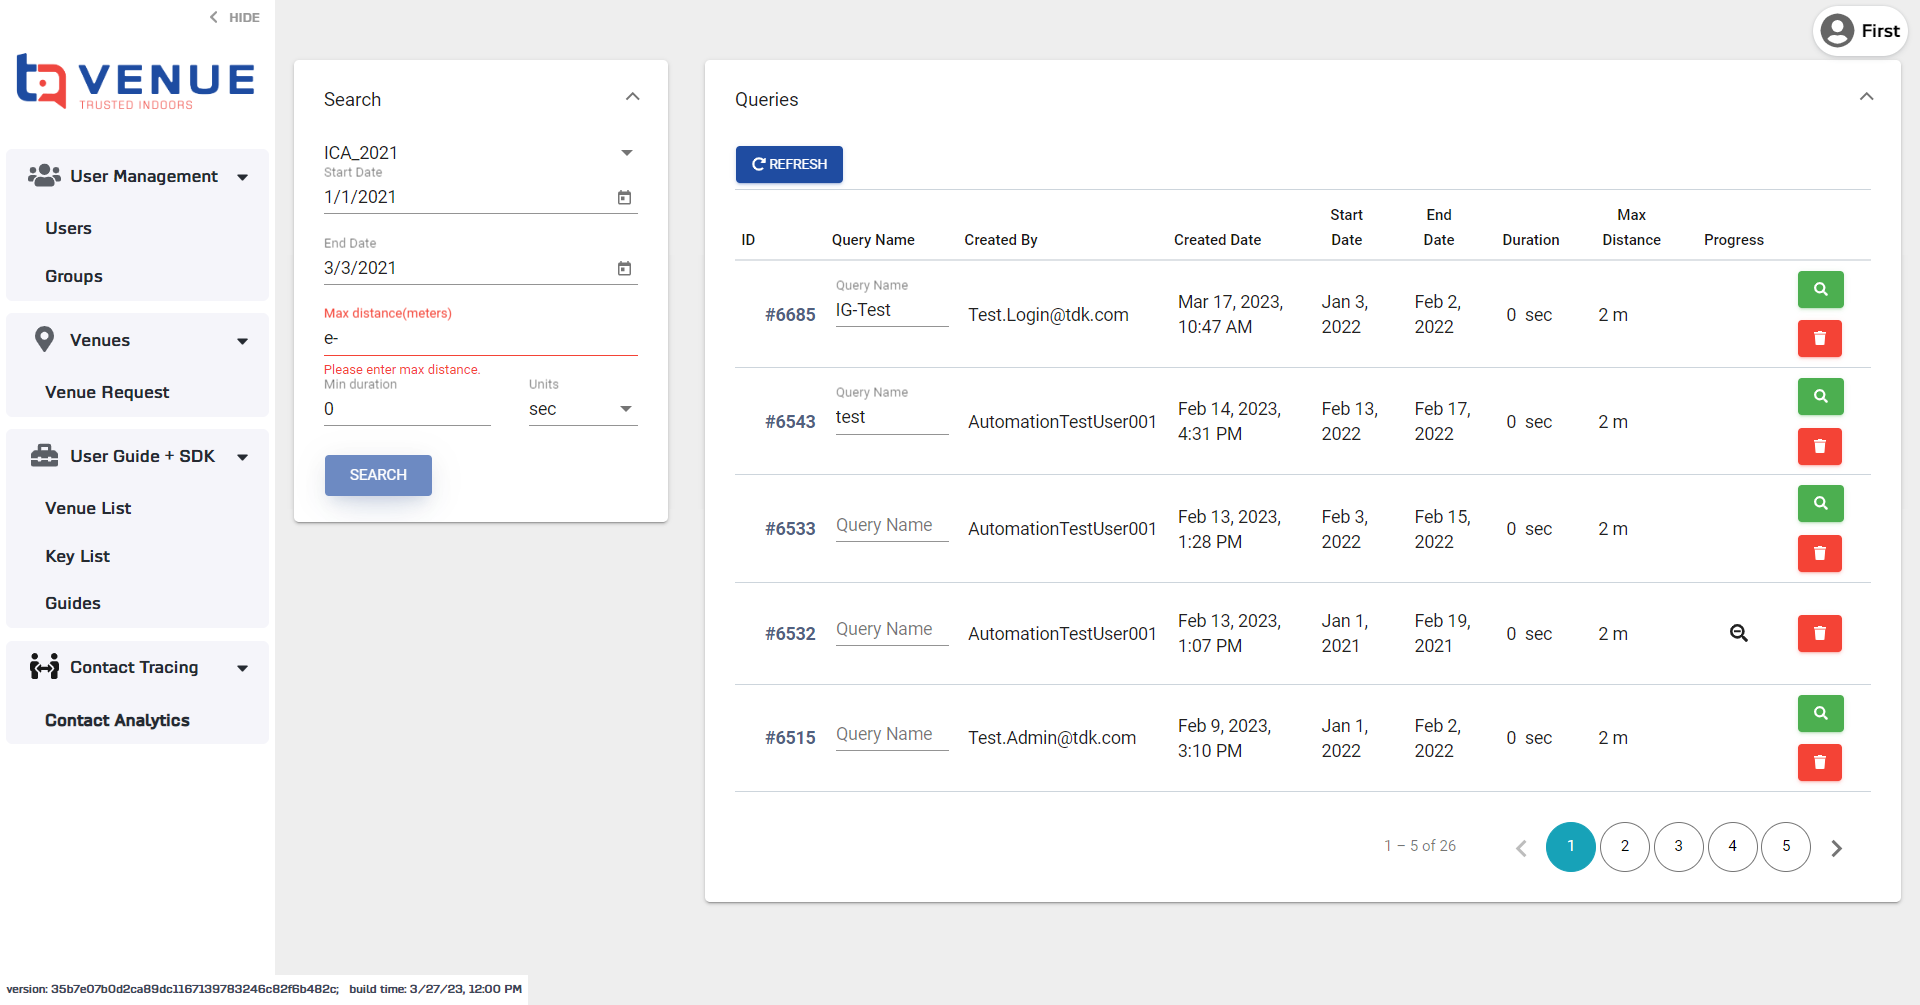 HIDE
VENUE
TRUSTED INDOORS
User Management
Users
Groups
Venues
Venue Request
User Guide + SDK
Venue List
Key List
Guides
Contact Tracing
Contact Analytics
Search
ICA_2021
Start Date
1/1/2021
End Date
3/3/2021
Max distance(meters)
e-
Please enter max distance.
Min duration
0
Units
sec
SEARCH
First
Queries
REFRESH
ID Query Name Created By Created Date Start Date End Date Duration Max Distance Progress
Query Name
#6685 IG-Test Test.Login@tdk.com Mar 17, 2023, 10:47 AM Jan 3, 2022 Feb 2, 2022 0 sec 2 m
Query Name
#6543 test AutomationTestUser001 Feb 14, 2023, 4:31 PM Feb 13, 2022 Feb 17, 2022 0 sec 2 m
#6533 Query Name AutomationTestUser001 Feb 13, 2023, 1:28 PM Feb 3, 2022 Feb 15, 2022 0 sec 2 m
#6532 Query Name AutomationTestUser001 Feb 13, 2023, 1:07 PM Jan 1, 2021 Feb 19, 2021 0 sec 2 m
#6515 Query Name Test.Admin@tdk.com Feb 9, 2023, 3:10 PM Jan 1, 2022 Feb 2, 2022 0 sec 2 m
1 – 5 of 26 1 2 3 4 5
version: 35b7e07b0d2ca89dc1167139783246c82f6b482c; build time: 3/27/23, 12:00 PM